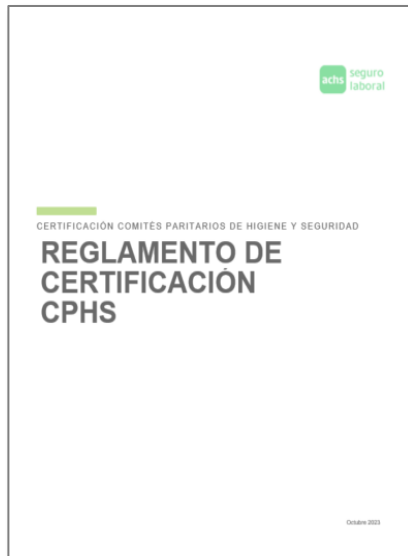 achs
seguro
laboral
CERTIFICACIÓN COMITÉS PARITARIOS DE HIGIENE Y SEGURIDAD
REGLAMENTO DE
CERTIFICACIÓN
CPHS
Octubre 2023